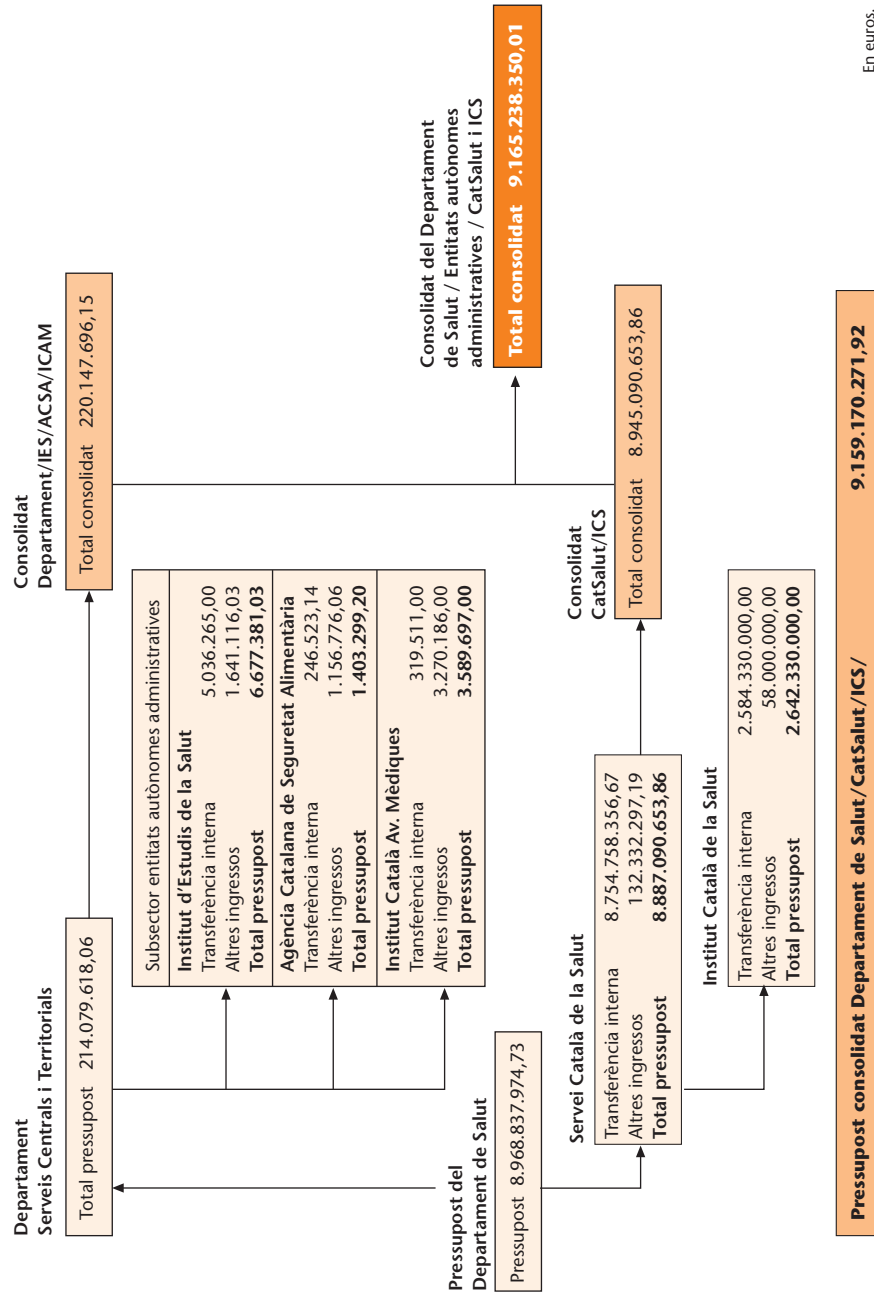 Departament
Serveis Centrals i Territorials
Total pressupost 214.079.618,06
Consolidat
Departament/IES/ACSA/ICAM
Total consolidat 220.147.696,15
Subsector entitats autònomes administratives
Institut d'Estudis de la Salut
Transferència interna 5.036.265,00
Altres ingressos 1.641.116,03
Total pressupost 6.677.381,03
Agència Catalana de Seguretat Alimentària
Transferència interna 246.523,14
Altres ingressos 1.156.776,06
Total pressupost 1.403.299,20
Institut Català Av. Mèdiques
Transferència interna 319.511,00
Altres ingressos 3.270.186,00
Total pressupost 3.589.697,00
Consolidat del Departament
de Salut / Entitats autònomes
administratives / CatSalut i ICS
Total consolidat 9.165.238.350,01
Pressupost del
Departament de Salut
Pressupost 8.968.837.974,73
Servei Català de la Salut
Transferència interna 8.754.758.356,67
Altres ingressos 132.332.297,19
Total pressupost 8.887.090.653,86
Consolidat
CatSalut/ICS
Total consolidat 8.945.090.653,86
Institut Català de la Salut
Transferència interna 2.584.330.000,00
Altres ingressos 58.000.000,00
Total pressupost 2.642.330.000,00
Pressupost consolidat Departament de Salut/CatSalut/ICS/ 9.159.170.271,92
En euros.